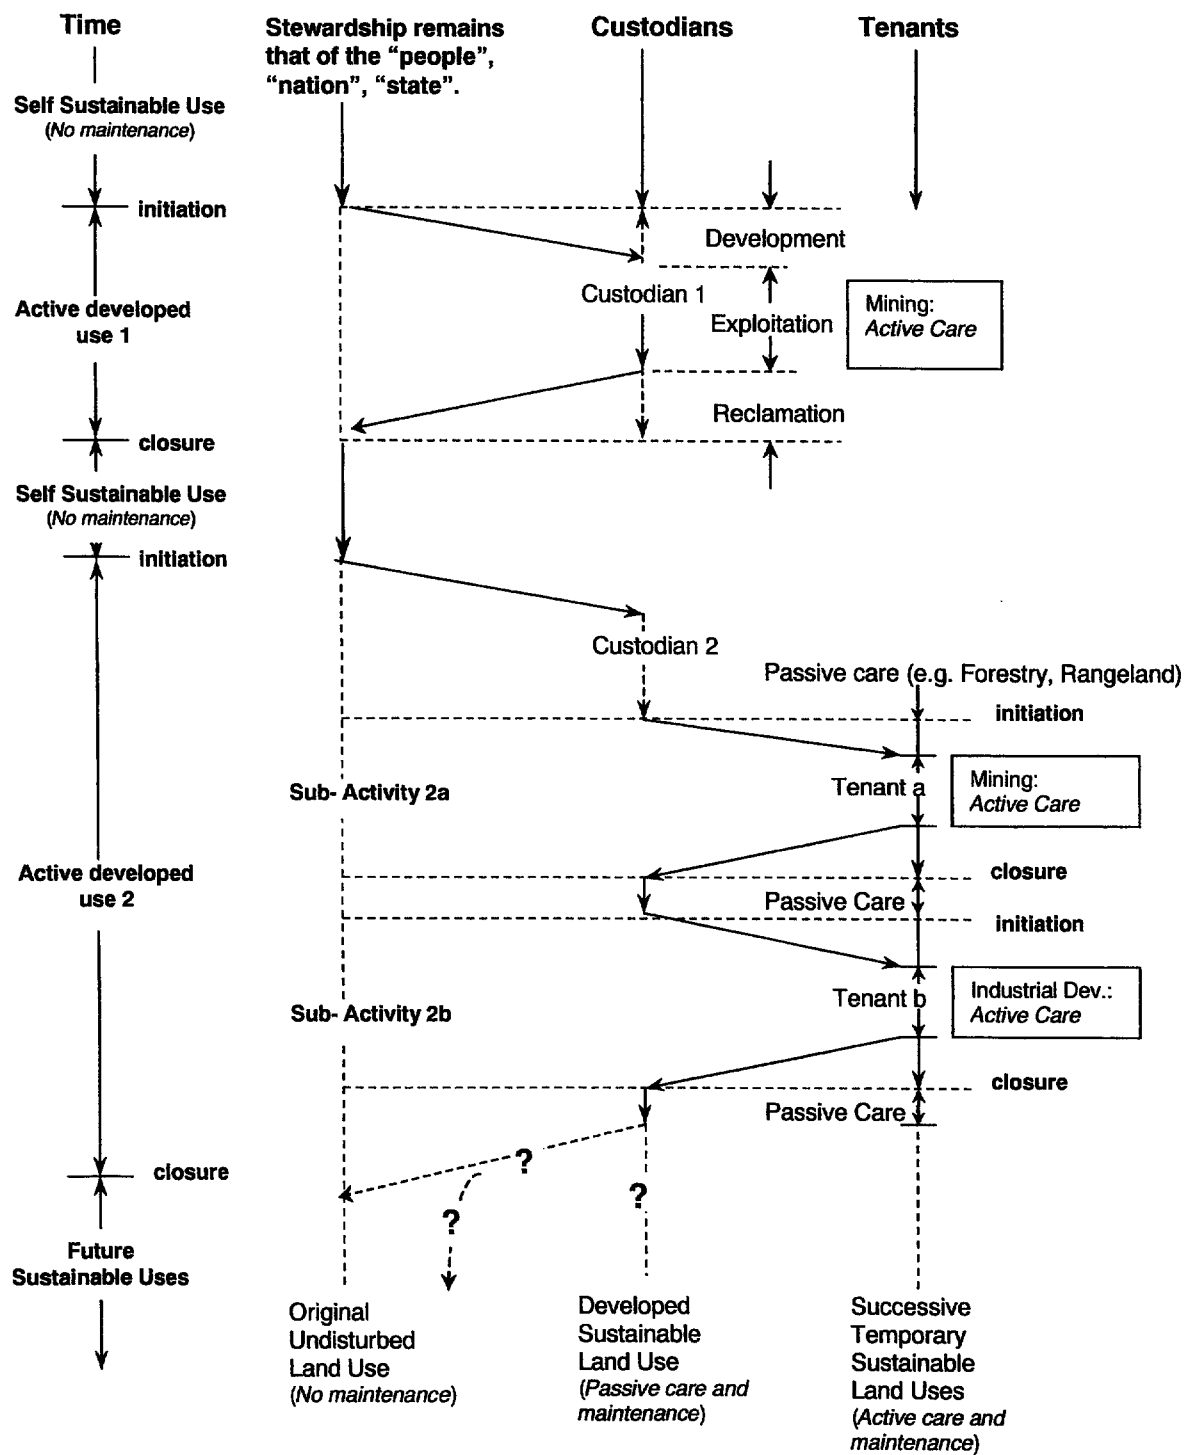 Time
Stewardship remains
that of the “people”,
“nation”, “state”.
Custodians
Tenants
Self Sustainable Use
(No maintenance)
initiation
Development
Custodian 1
Active developed
use 1
Exploitation
Mining:
Active Care
Reclamation
closure
Self Sustainable Use
(No maintenance)
initiation
Custodian 2
Passive care (e.g. Forestry, Rangeland)
initiation
Sub- Activity 2a
Tenant a
Mining:
Active Care
Active developed
use 2
closure
Passive Care
initiation
Sub- Activity 2b
Tenant b
Industrial Dev.:
Active Care
closure
Passive Care
closure
?
?
?
Future
Sustainable Uses
Original
Undisturbed
Land Use
(No maintenance)
Developed
Sustainable
Land Use
(Passive care and
maintenance)
Successive
Temporary
Sustainable
Land Uses
(Active care and
maintenance)